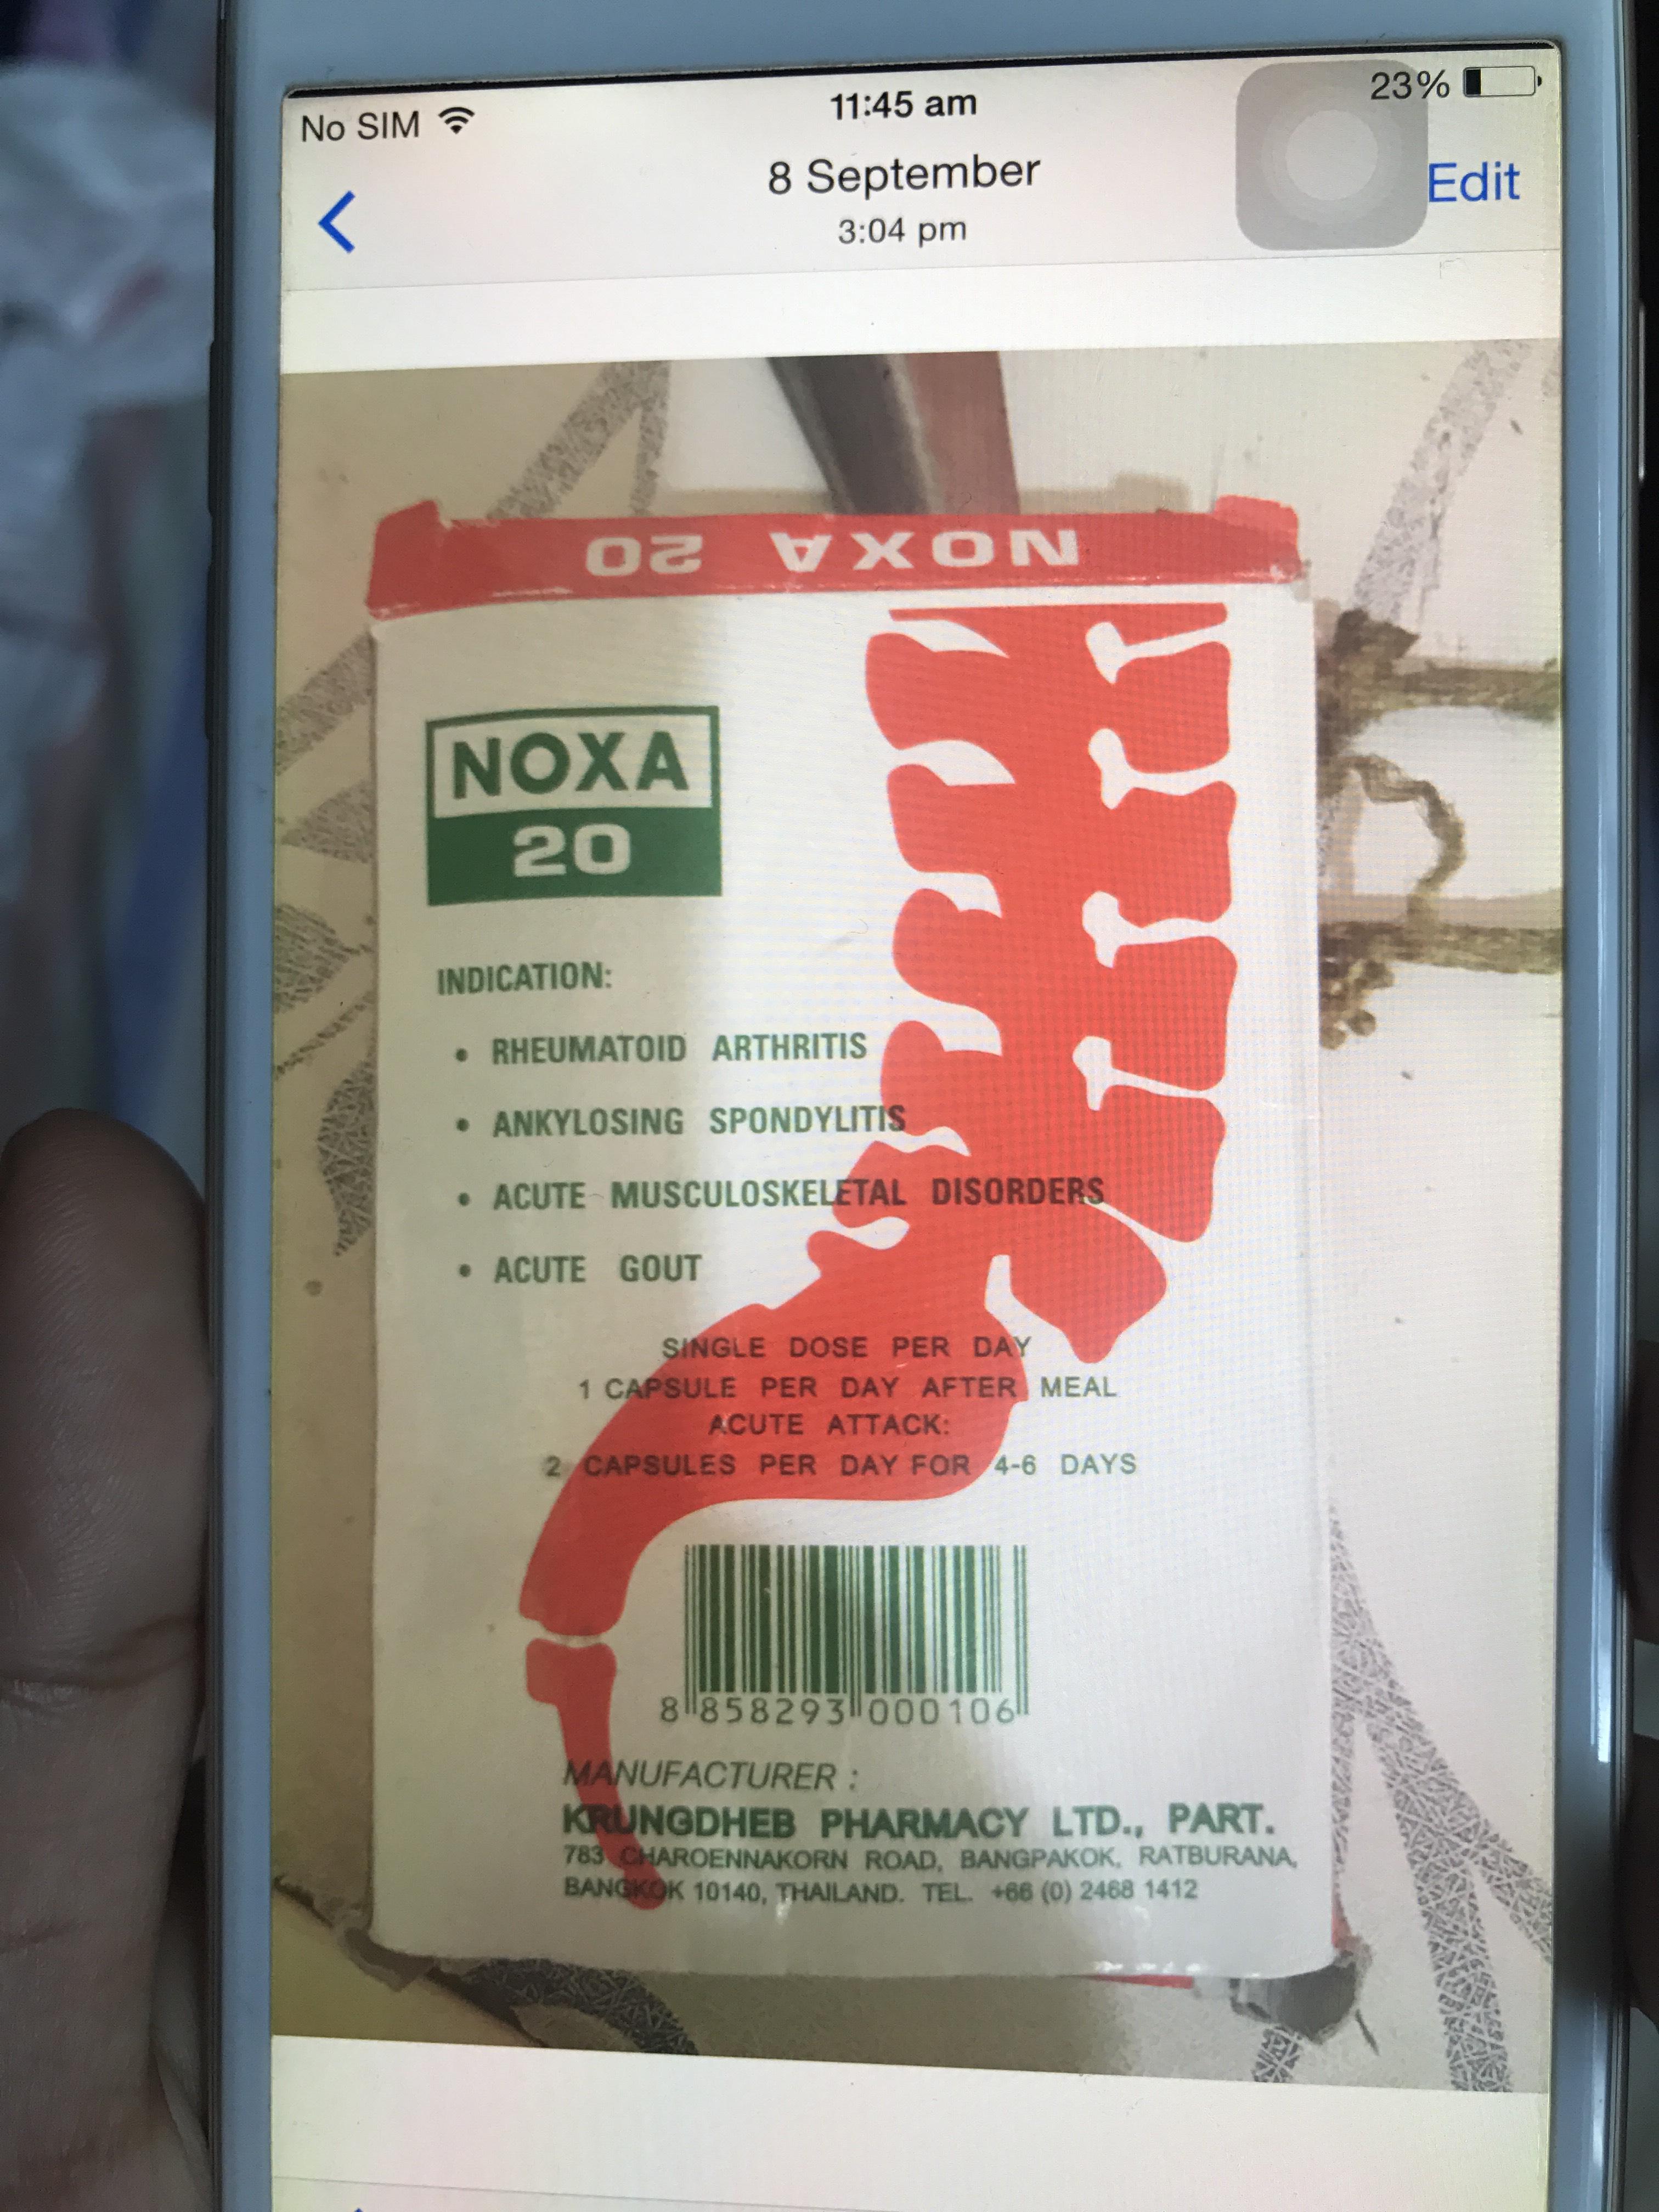 No SIM
11:45 am
23%
8 September
3:04 pm
Edit
NOXA 20
NOXA
20
INDICATION:
• RHEUMATOID ARTHRITIS
• ANKYLOSING SPONDYLITIS
• ACUTE MUSCULOSKELETAL DISORDERS
• ACUTE GOUT
SINGLE DOSE PER DAY
1 CAPSULE PER DAY AFTER MEAL
ACUTE ATTACK:
2 CAPSULES PER DAY FOR 4-6 DAYS
8 858293 000106
MANUFACTURER :
KRUNGDHEB PHARMACY LTD., PART.
783 CHAROENNAKORN ROAD, BANGPAKOK, RATBURANA,
BANGKOK 10140, THAILAND. TEL. +66 (0) 2468 1412